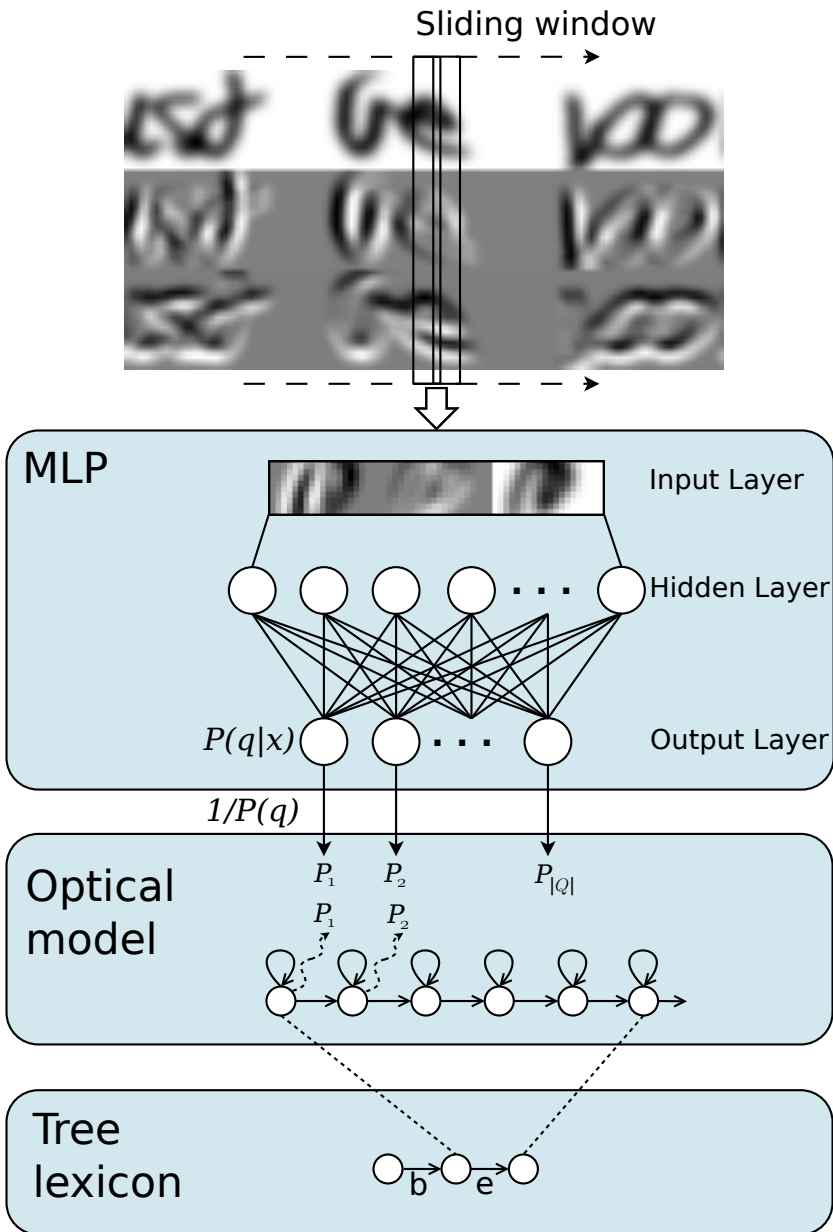 Sliding window
MLP
Input Layer
Hidden Layer
. . .
P(q|x)
. . .
Output Layer
1/P(q)
Optical
model
P₁ P₂ P|Q|
P₁ P₂
Tree
lexicon
b e